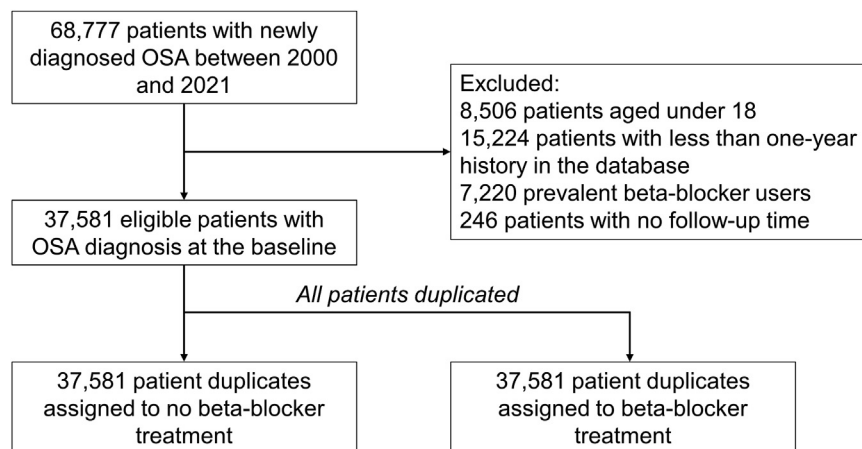 68,777 patients with newly
diagnosed OSA between 2000
and 2021
Excluded:
8,506 patients aged under 18
15,224 patients with less than one-year
history in the database
7,220 prevalent beta-blocker users
246 patients with no follow-up time
37,581 eligible patients with
OSA diagnosis at the baseline
All patients duplicated
37,581 patient duplicates
assigned to no beta-blocker
treatment
37,581 patient duplicates
assigned to beta-blocker
treatment